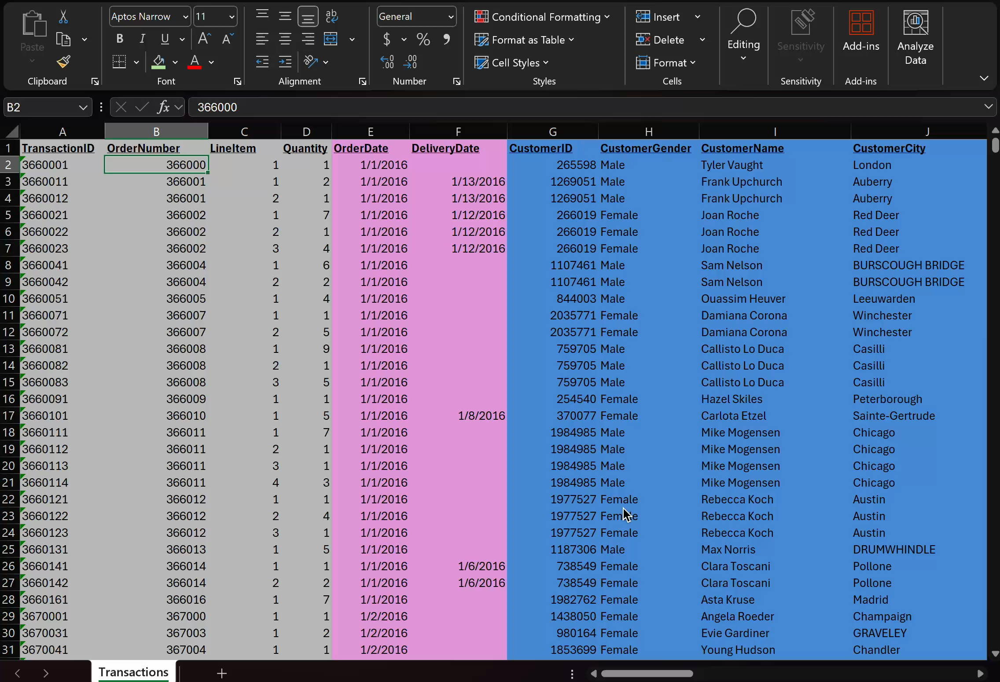 Paste
Clipboard
Aptos Narrow 11
B I U A A
A
Font
ab
Alignment
General
$ % ,
.00 .00
Number
Conditional Formatting
Format as Table
Cell Styles
Styles
Insert
Delete
Format
Cells
Editing
Sensitivity
Sensitivity
Add-ins
Add-ins
Analyze
Data
B2 fx 366000
A B C D E F G H I J
1 TransactionID OrderNumber LineItem Quantity OrderDate DeliveryDate CustomerID CustomerGender CustomerName CustomerCity
2 3660001 366000 1 1 1/1/2016 265598 Male Tyler Vaught London
3 3660011 366001 1 2 1/1/2016 1/13/2016 1269051 Male Frank Upchurch Auberry
4 3660012 366001 2 1 1/1/2016 1/13/2016 1269051 Male Frank Upchurch Auberry
5 3660021 366002 1 7 1/1/2016 1/12/2016 266019 Female Joan Roche Red Deer
6 3660022 366002 2 1 1/1/2016 1/12/2016 266019 Female Joan Roche Red Deer
7 3660023 366002 3 4 1/1/2016 1/12/2016 266019 Female Joan Roche Red Deer
8 3660041 366004 1 6 1/1/2016 1107461 Male Sam Nelson BURSCOUGH BRIDGE
9 3660042 366004 2 2 1/1/2016 1107461 Male Sam Nelson BURSCOUGH BRIDGE
10 3660051 366005 1 4 1/1/2016 844003 Male Ouassim Heuver Leeuwarden
11 3660071 366007 1 1 1/1/2016 2035771 Female Damiana Corona Winchester
12 3660072 366007 2 5 1/1/2016 2035771 Female Damiana Corona Winchester
13 3660081 366008 1 9 1/1/2016 759705 Male Callisto Lo Duca Casilli
14 3660082 366008 2 1 1/1/2016 759705 Male Callisto Lo Duca Casilli
15 3660083 366008 3 5 1/1/2016 759705 Male Callisto Lo Duca Casilli
16 3660091 366009 1 1 1/1/2016 254540 Female Hazel Skiles Peterborough
17 3660101 366010 1 5 1/1/2016 1/8/2016 370077 Female Carlota Etzel Sainte-Gertrude
18 3660111 366011 1 7 1/1/2016 1984985 Male Mike Mogensen Chicago
19 3660112 366011 2 1 1/1/2016 1984985 Male Mike Mogensen Chicago
20 3660113 366011 3 1 1/1/2016 1984985 Male Mike Mogensen Chicago
21 3660114 366011 4 3 1/1/2016 1984985 Male Mike Mogensen Chicago
22 3660121 366012 1 1 1/1/2016 1977527 Female Rebecca Koch Austin
23 3660122 366012 2 4 1/1/2016 1977527 Female Rebecca Koch Austin
24 3660123 366012 3 1 1/1/2016 1977527 Female Rebecca Koch Austin
25 3660131 366013 1 5 1/1/2016 1187306 Male Max Norris DRUMWHINDLE
26 3660141 366014 1 1 1/1/2016 1/6/2016 738549 Female Clara Toscani Pollone
27 3660142 366014 2 2 1/1/2016 1/6/2016 738549 Female Clara Toscani Pollone
28 3660161 366016 1 7 1/1/2016 1982762 Female Asta Kruse Madrid
29 3670001 367000 1 1 1/2/2016 1438050 Female Angela Roeder Champaign
30 3670031 367003 1 2 1/2/2016 980164 Female Evie Gardiner GRAVELEY
31 3670041 367004 1 1 1/2/2016 1853699 Female Young Hudson Chandler
Transactions